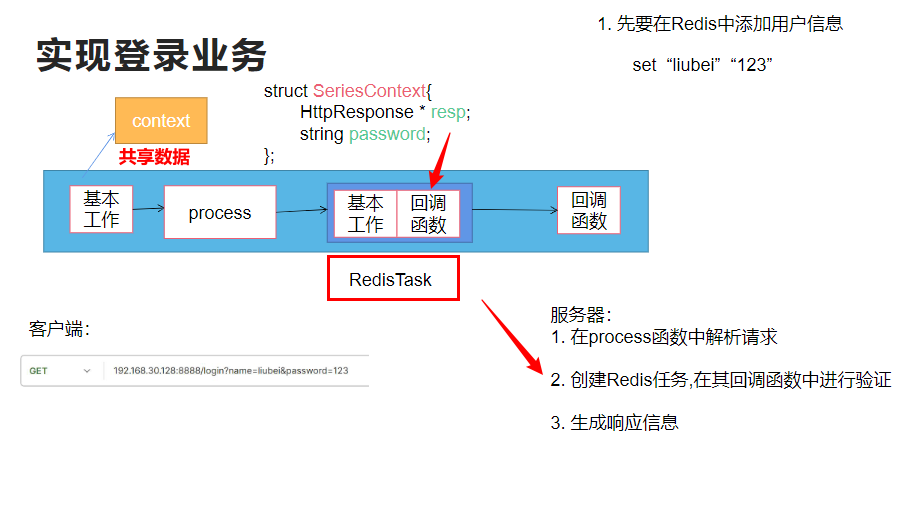 实现登录业务
1. 先要在Redis中添加用户信息
set “liubei” “123”
struct SeriesContext{
HttpResponse * resp;
string password;
};
context
共享数据
基本
工作
process
基本
工作
回调
函数
回调
函数
RedisTask
客户端：
GET
192.168.30.128:8888/login?name=liubei&password=123
服务器：
1. 在process函数中解析请求
2. 创建Redis任务,在其回调函数中进行验证
3. 生成响应信息